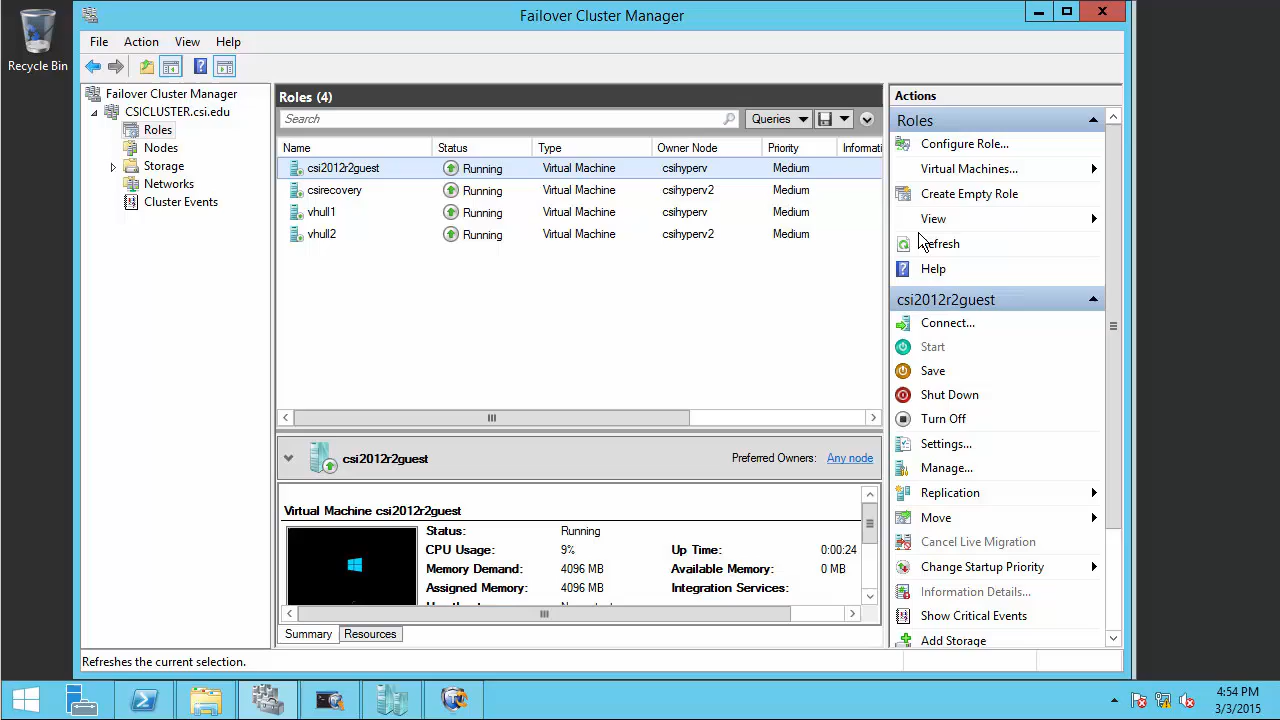 Failover Cluster Manager
Recycle Bin
File Action View Help
Failover Cluster Manager
CSICLUSTER.csi.edu
Roles
Nodes
Storage
Networks
Cluster Events
Roles (4)
Search
Queries
Name Status Type Owner Node Priority Informati
csi2012r2guest Running Virtual Machine csihyperv Medium
csirecovery Running Virtual Machine csihyperv2 Medium
vhull1 Running Virtual Machine csihyperv Medium
vhull2 Running Virtual Machine csihyperv2 Medium
csi2012r2guest
Preferred Owners: Any node
Virtual Machine csi2012r2guest
Status: Running
CPU Usage: 9% Up Time: 0:00:24
Memory Demand: 4096 MB Available Memory: 0 MB
Assigned Memory: 4096 MB Integration Services:
Summary Resources
Actions
Roles
Configure Role...
Virtual Machines...
Create Empty Role
View
Refresh
Help
csi2012r2guest
Connect...
Start
Save
Shut Down
Turn Off
Settings...
Manage...
Replication
Move
Cancel Live Migration
Change Startup Priority
Information Details...
Show Critical Events
Add Storage
Refreshes the current selection.
4:54 PM
3/3/2015